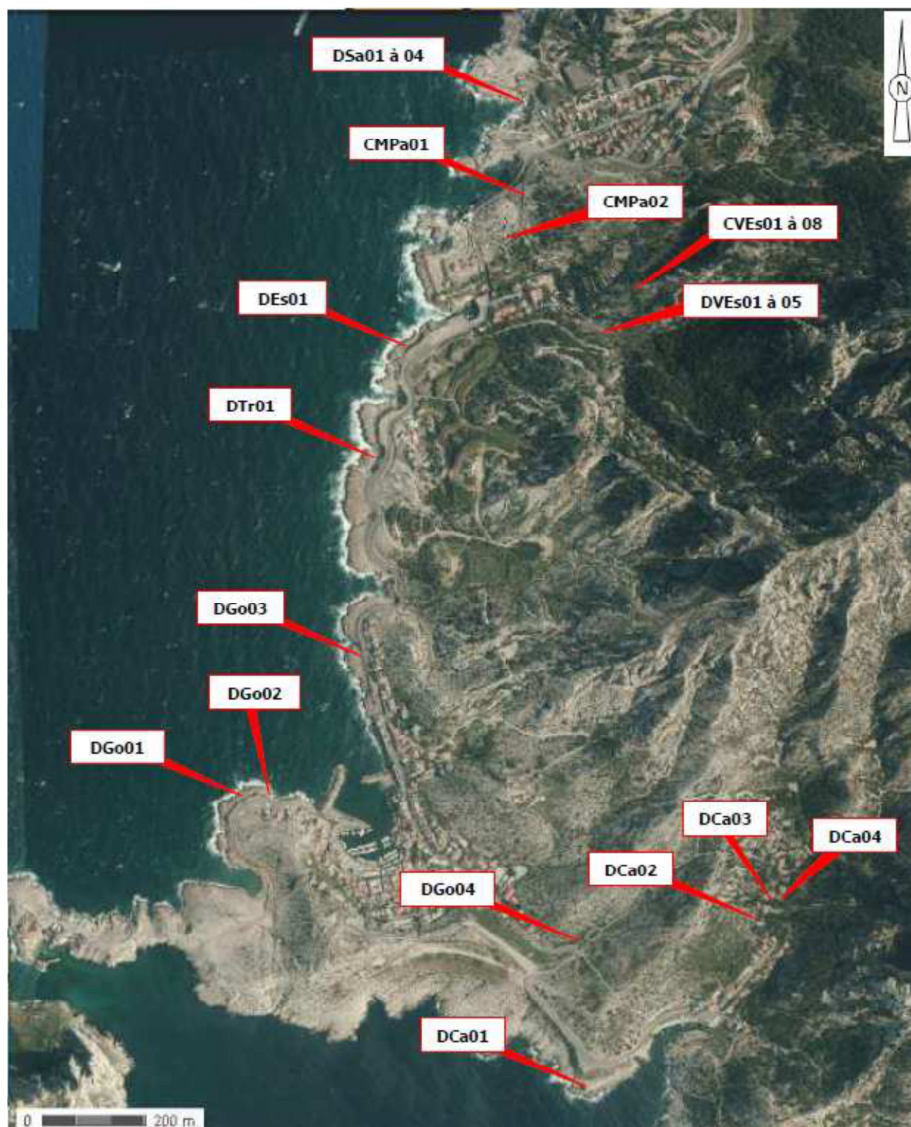 DSa01 à 04
N
CMPa01
CMPa02
CVEs01 à 08
DEs01
DVEs01 à 05
DTr01
DGo03
DGo02
DGo01
DCa03
DCa04
DCa02
DGo04
DCa01
0 200 m